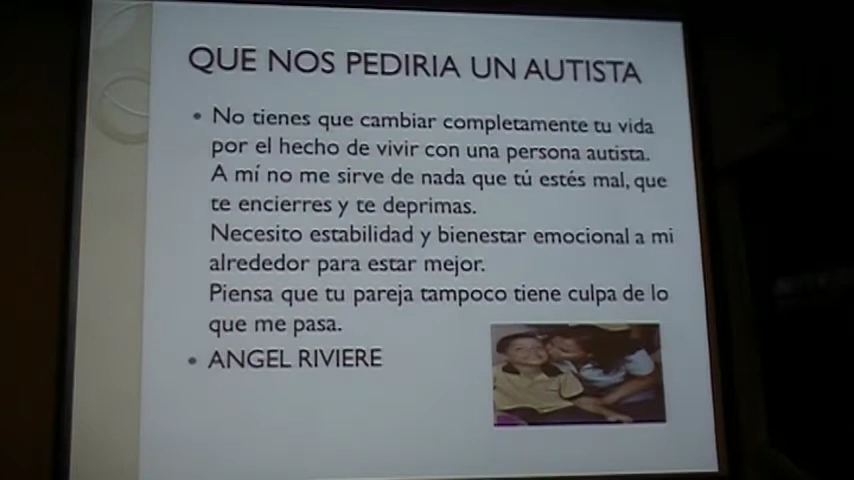 QUE NOS PEDIRIA UN AUTISTA
• No tienes que cambiar completamente tu vida
por el hecho de vivir con una persona autista.
A mí no me sirve de nada que tú estés mal, que
te encierres y te deprimas.
Necesito estabilidad y bienestar emocional a mi
alrededor para estar mejor.
Piensa que tu pareja tampoco tiene culpa de lo
que me pasa.
• ANGEL RIVIERE